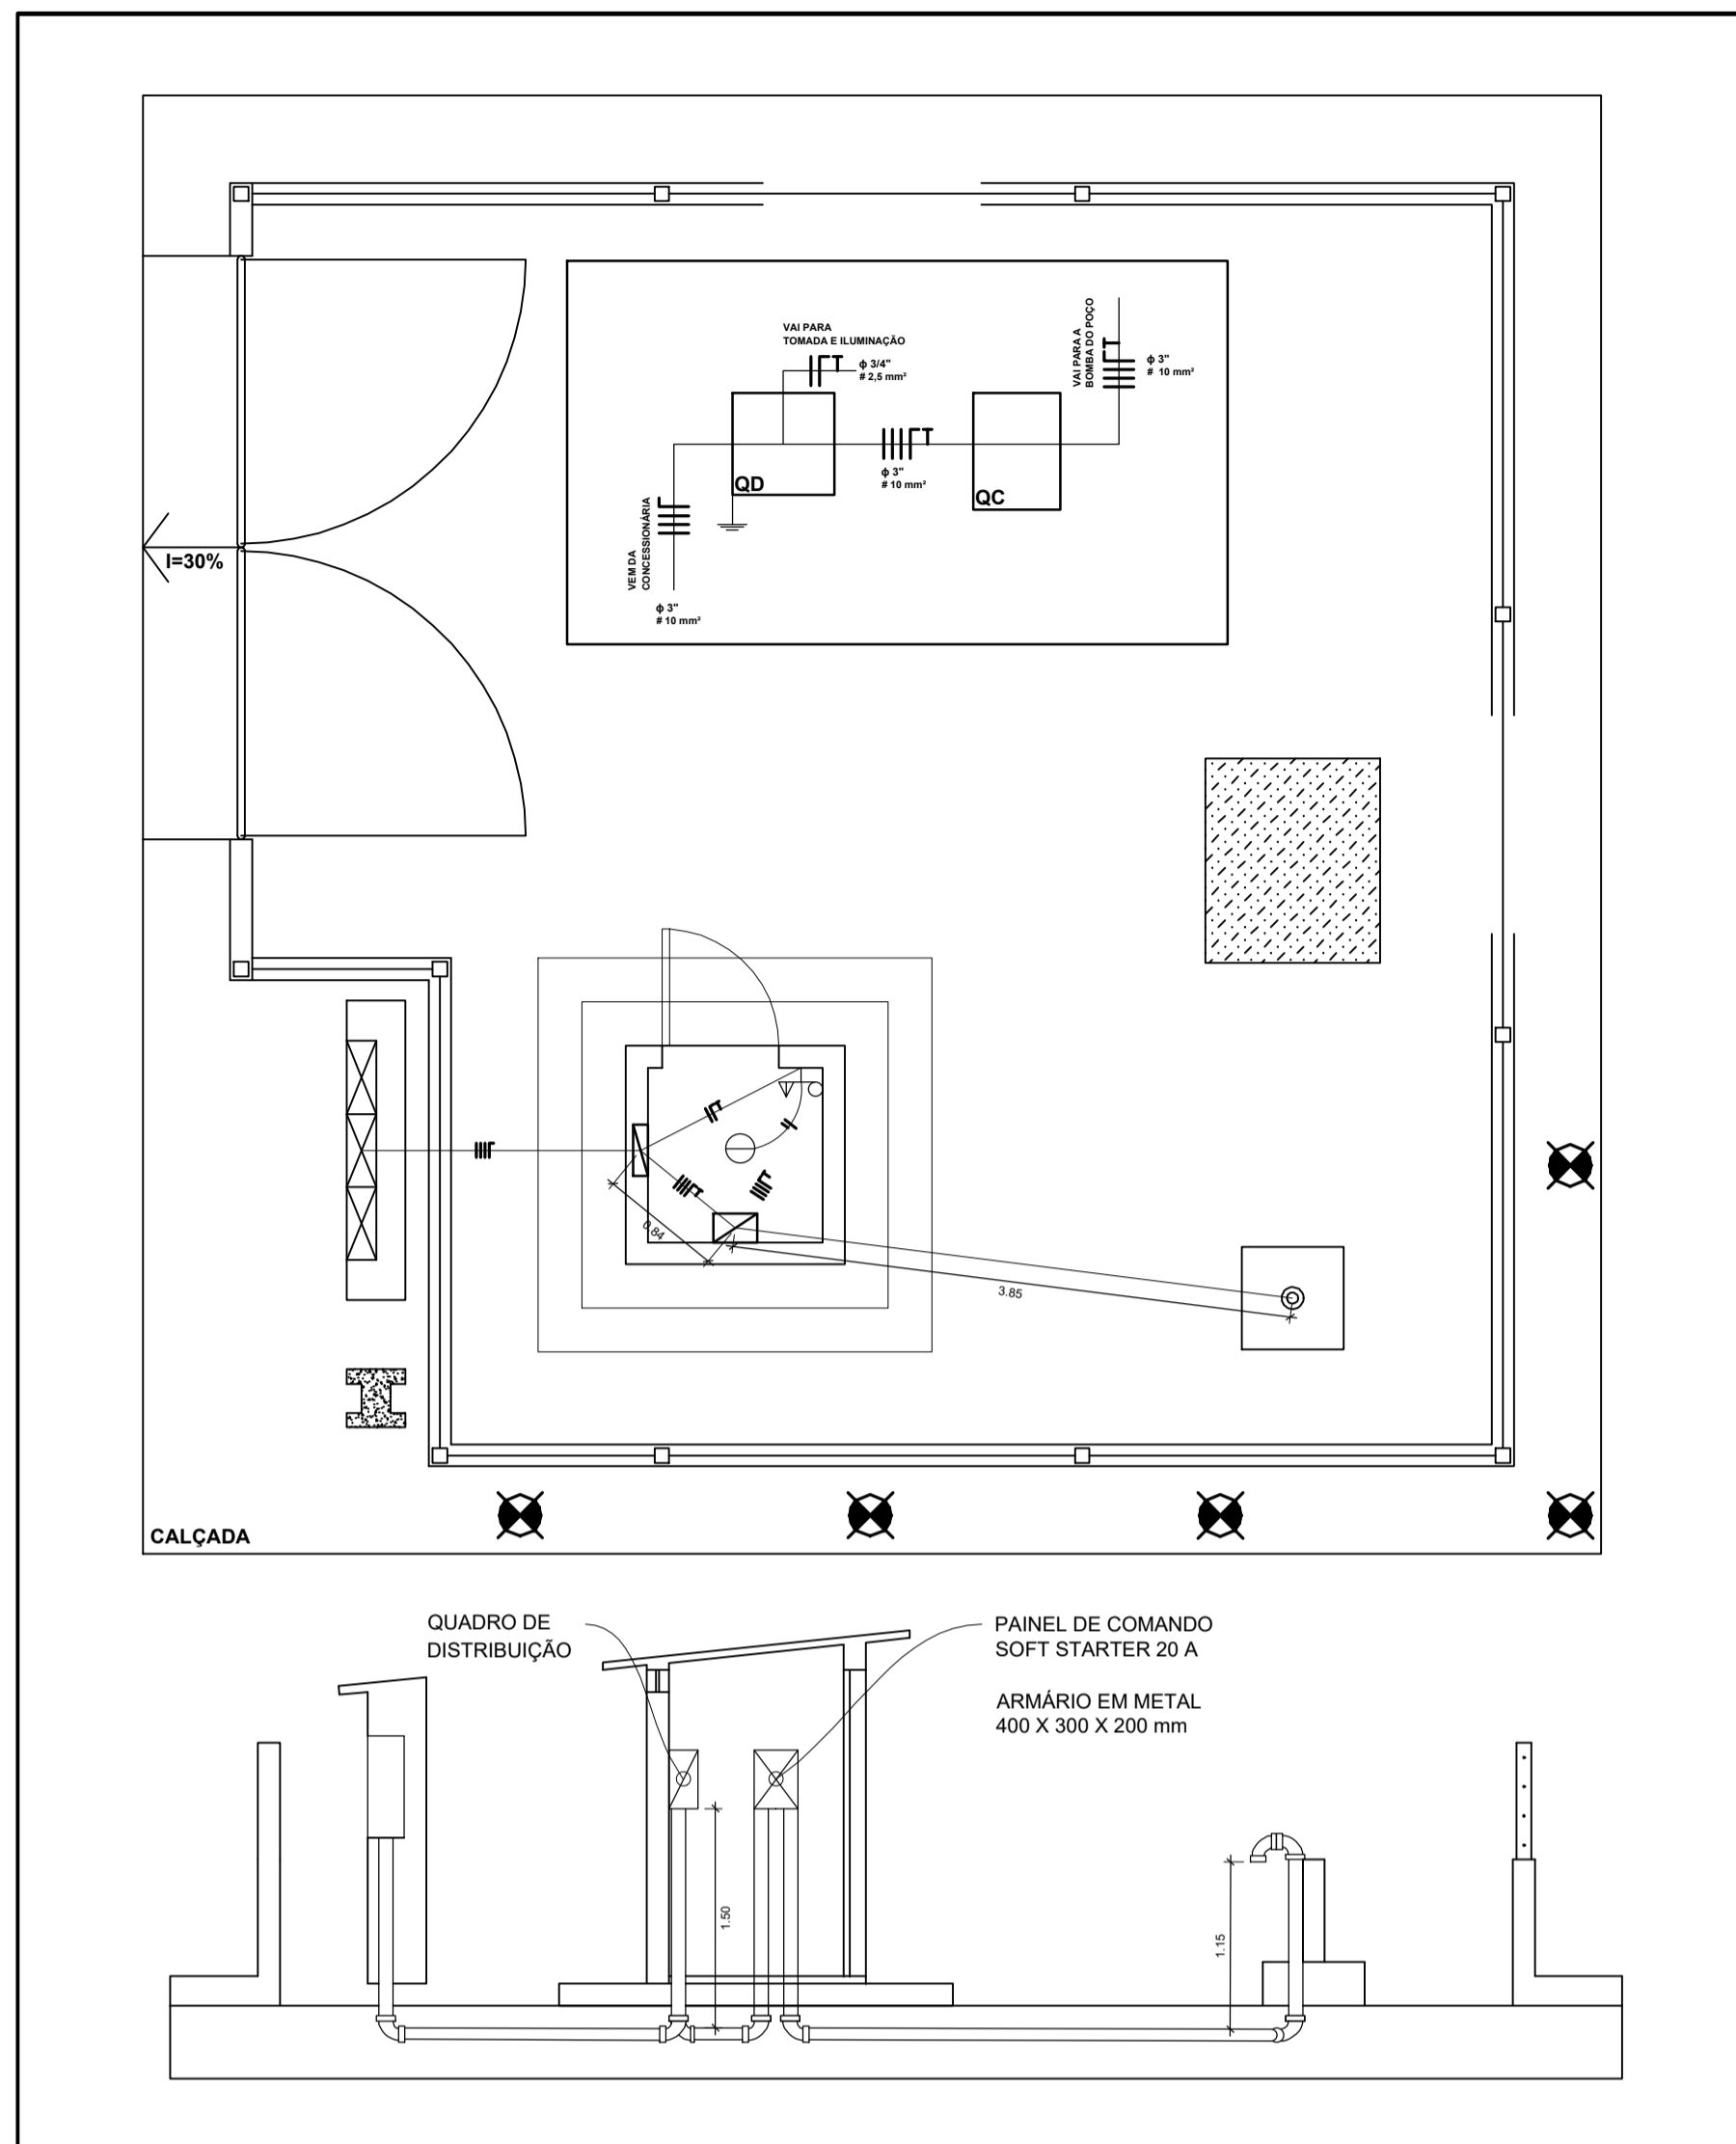 VAI PARA
TOMADA E ILUMINAÇÃO
ϕ 3/4"
# 2,5 mm²
VAI PARA A
BOMBA DO POÇO
ϕ 3"
# 10 mm²
QD
ϕ 3"
# 10 mm²
QC
VEM DA
CONCESSIONÁRIA
ϕ 3"
# 10 mm²
I=30%
0.84
3.85
CALÇADA
QUADRO DE
DISTRIBUIÇÃO
PAINEL DE COMANDO
SOFT STARTER 20 A
ARMÁRIO EM METAL
400 X 300 X 200 mm
1.50
1.15